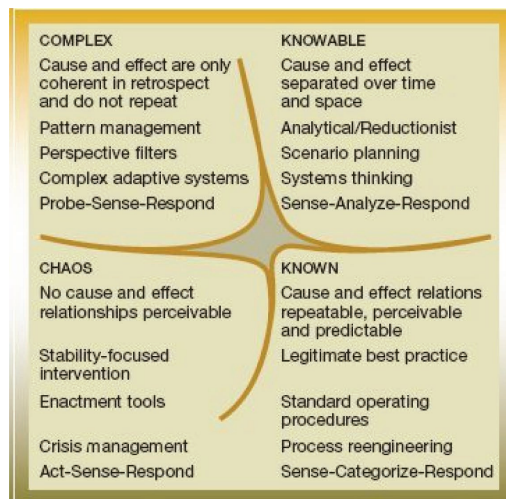 COMPLEX
Cause and effect are only
coherent in retrospect
and do not repeat
Pattern management
Perspective filters
Complex adaptive systems
Probe-Sense-Respond
KNOWABLE
Cause and effect
separated over time
and space
Analytical/Reductionist
Scenario planning
Systems thinking
Sense-Analyze-Respond
CHAOS
No cause and effect
relationships perceivable
Stability-focused
intervention
Enactment tools
Crisis management
Act-Sense-Respond
KNOWN
Cause and effect relations
repeatable, perceivable
and predictable
Legitimate best practice
Standard operating
procedures
Process reengineering
Sense-Categorize-Respond